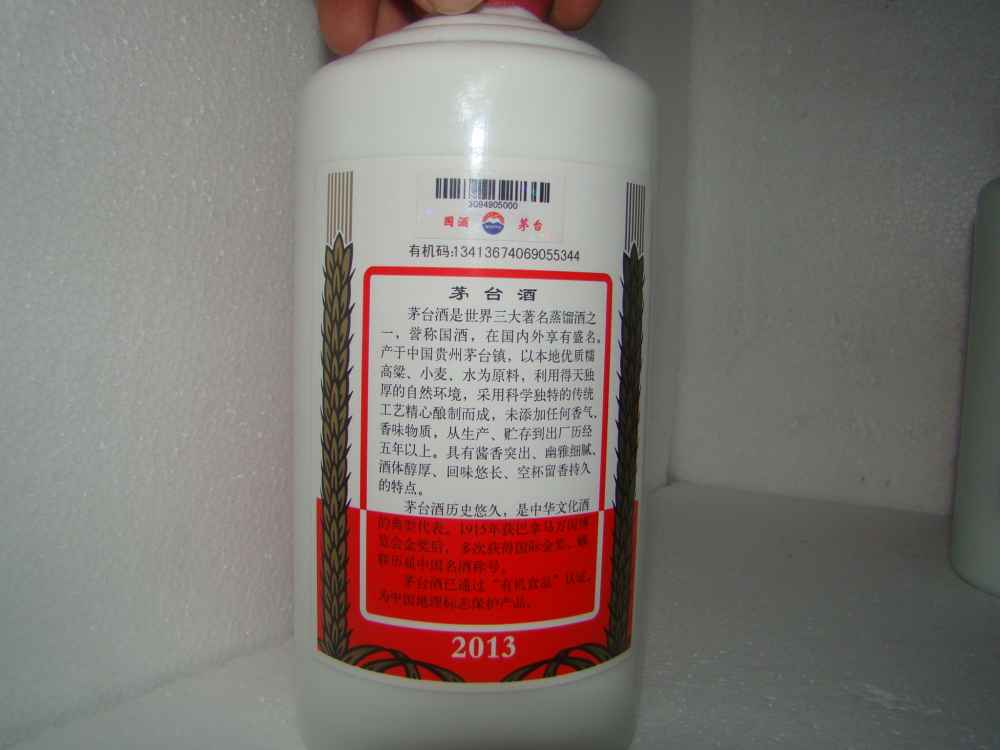 3094905000
国酒 茅台
有机码:13413674069055344
茅台酒
茅台酒是世界三大著名蒸馏酒之
一，誉称国酒，在国内外享有盛名。
产于中国贵州茅台镇，以本地优质糯
高粱、小麦、水为原料，利用得天独
厚的自然环境，采用科学独特的传统
工艺精心酿制而成，未添加任何香气、
香味物质，从生产、贮存到出厂历经
五年以上。具有酱香突出、幽雅细腻、
酒体醇厚、回味悠长、空杯留香持久
的特点。
茅台酒历史悠久，是中华文化酒
的典型代表。1915年获巴拿马万国博
览会金奖后，多次获得国际金奖，蝉
联历届中国名酒称号。
茅台酒已通过“有机食品”认证，
为中国地理标志保护产品。
2013